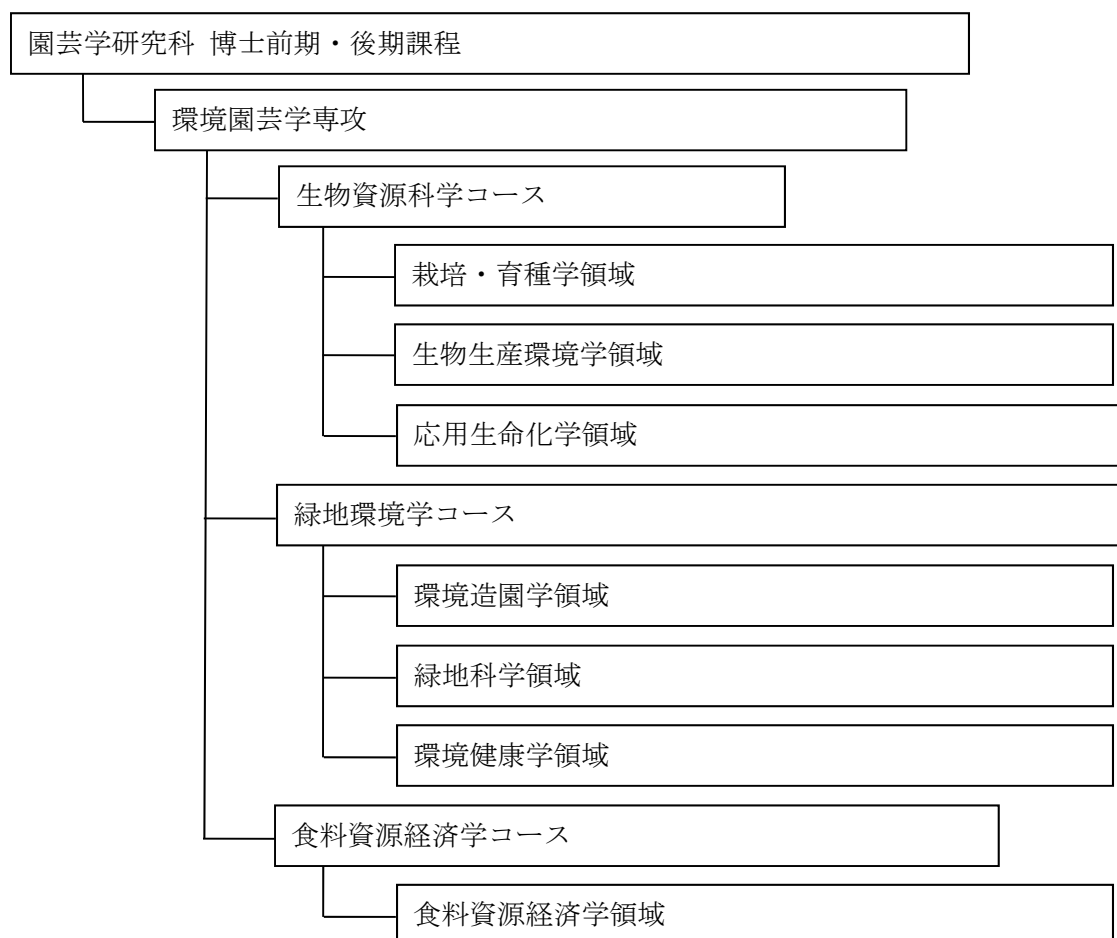 園芸学研究科 博士前期・後期課程
環境園芸学専攻
生物資源科学コース
栽培・育種学領域
生物生産環境学領域
応用生命化学領域
緑地環境学コース
環境造園学領域
緑地科学領域
環境健康学領域
食料資源経済学コース
食料資源経済学領域